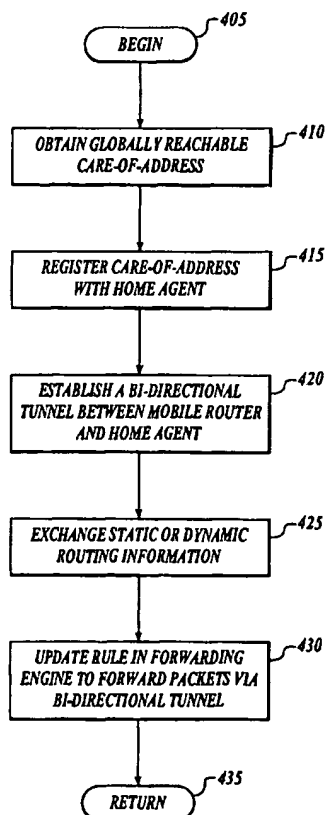 BEGIN
405
OBTAIN GLOBALLY REACHABLE
CARE-OF-ADDRESS
410
REGISTER CARE-OF-ADDRESS
WITH HOME AGENT
415
ESTABLISH A BI-DIRECTIONAL
TUNNEL BETWEEN MOBILE ROUTER
AND HOME AGENT
420
EXCHANGE STATIC OR DYNAMIC
ROUTING INFORMATION
425
UPDATE RULE IN FORWARDING
ENGINE TO FORWARD PACKETS VIA
BI-DIRECTIONAL TUNNEL
430
RETURN
435